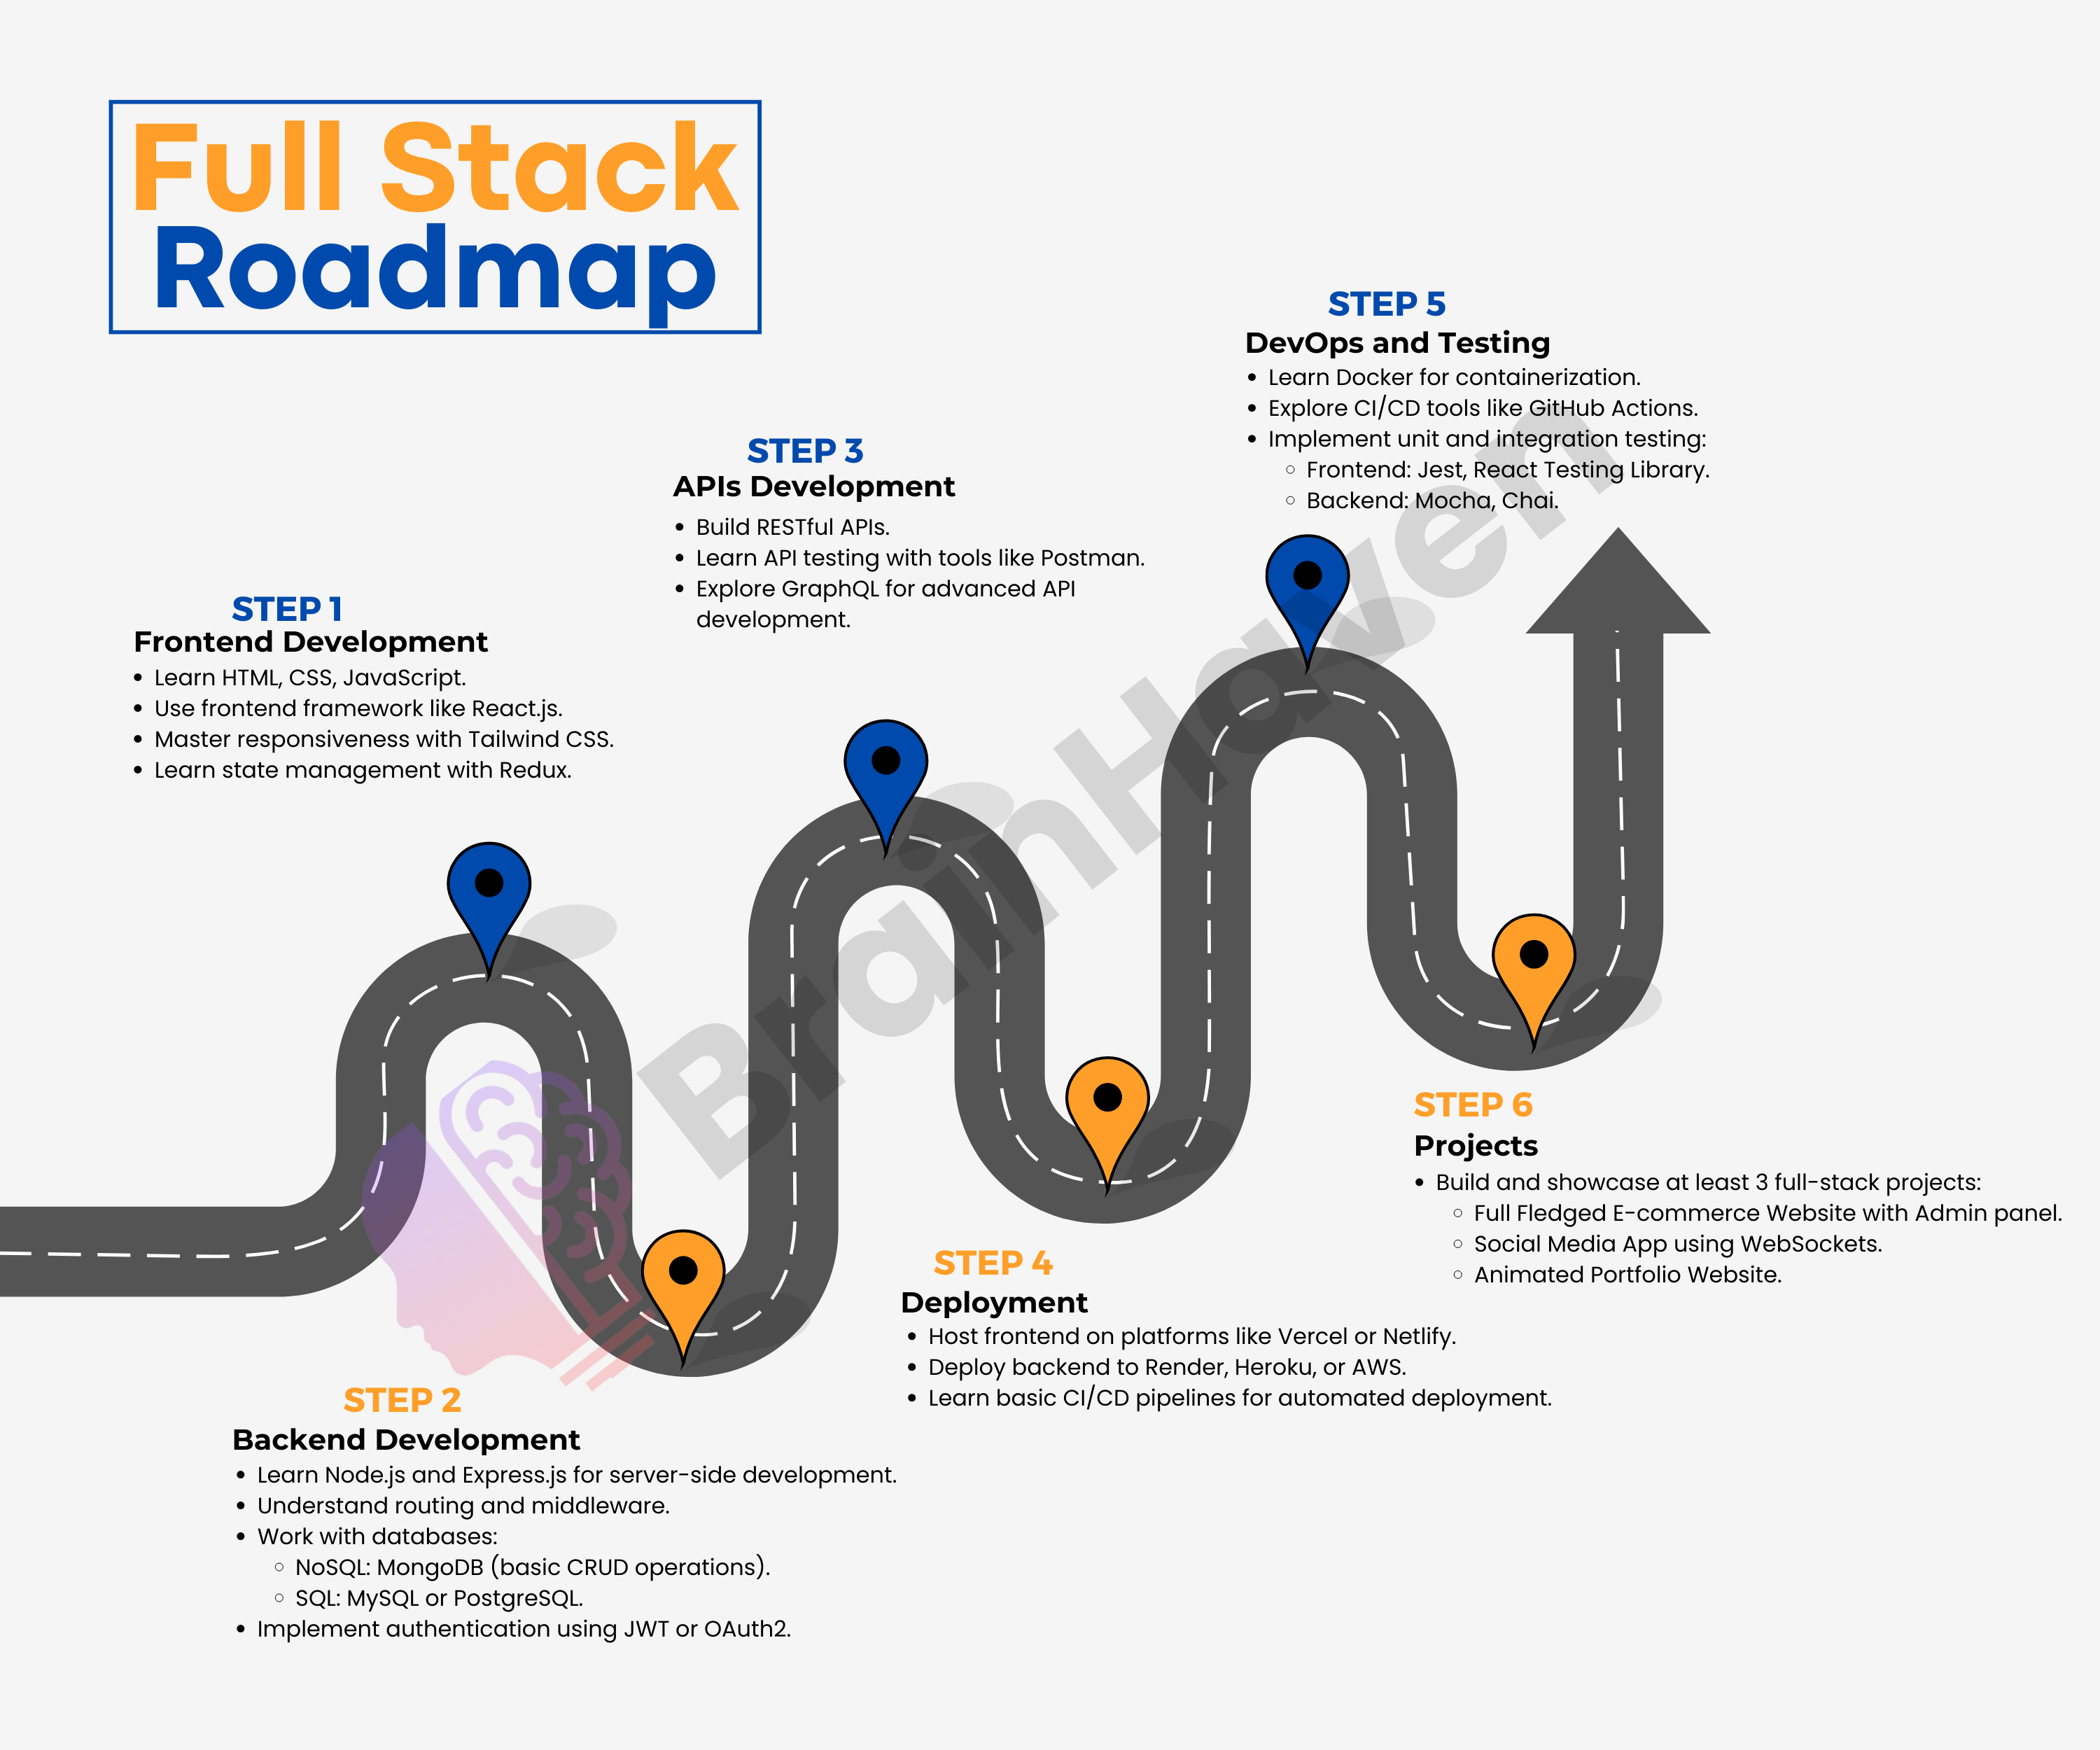 Full Stack
Roadmap
STEP 1
Frontend Development
• Learn HTML, CSS, JavaScript.
• Use frontend framework like React.js.
• Master responsiveness with Tailwind CSS.
• Learn state management with Redux.
STEP 2
Backend Development
• Learn Node.js and Express.js for server-side development.
• Understand routing and middleware.
• Work with databases:
○ NoSQL: MongoDB (basic CRUD operations).
○ SQL: MySQL or PostgreSQL.
• Implement authentication using JWT or OAuth2.
STEP 3
APIs Development
• Build RESTful APIs.
• Learn API testing with tools like Postman.
• Explore GraphQL for advanced API
development.
STEP 4
Deployment
• Host frontend on platforms like Vercel or Netlify.
• Deploy backend to Render, Heroku, or AWS.
• Learn basic CI/CD pipelines for automated deployment.
STEP 5
DevOps and Testing
• Learn Docker for containerization.
• Explore CI/CD tools like GitHub Actions.
• Implement unit and integration testing:
○ Frontend: Jest, React Testing Library.
○ Backend: Mocha, Chai.
STEP 6
Projects
• Build and showcase at least 3 full-stack projects:
○ Full Fledged E-commerce Website with Admin panel.
○ Social Media App using WebSockets.
○ Animated Portfolio Website.
BrainHaven